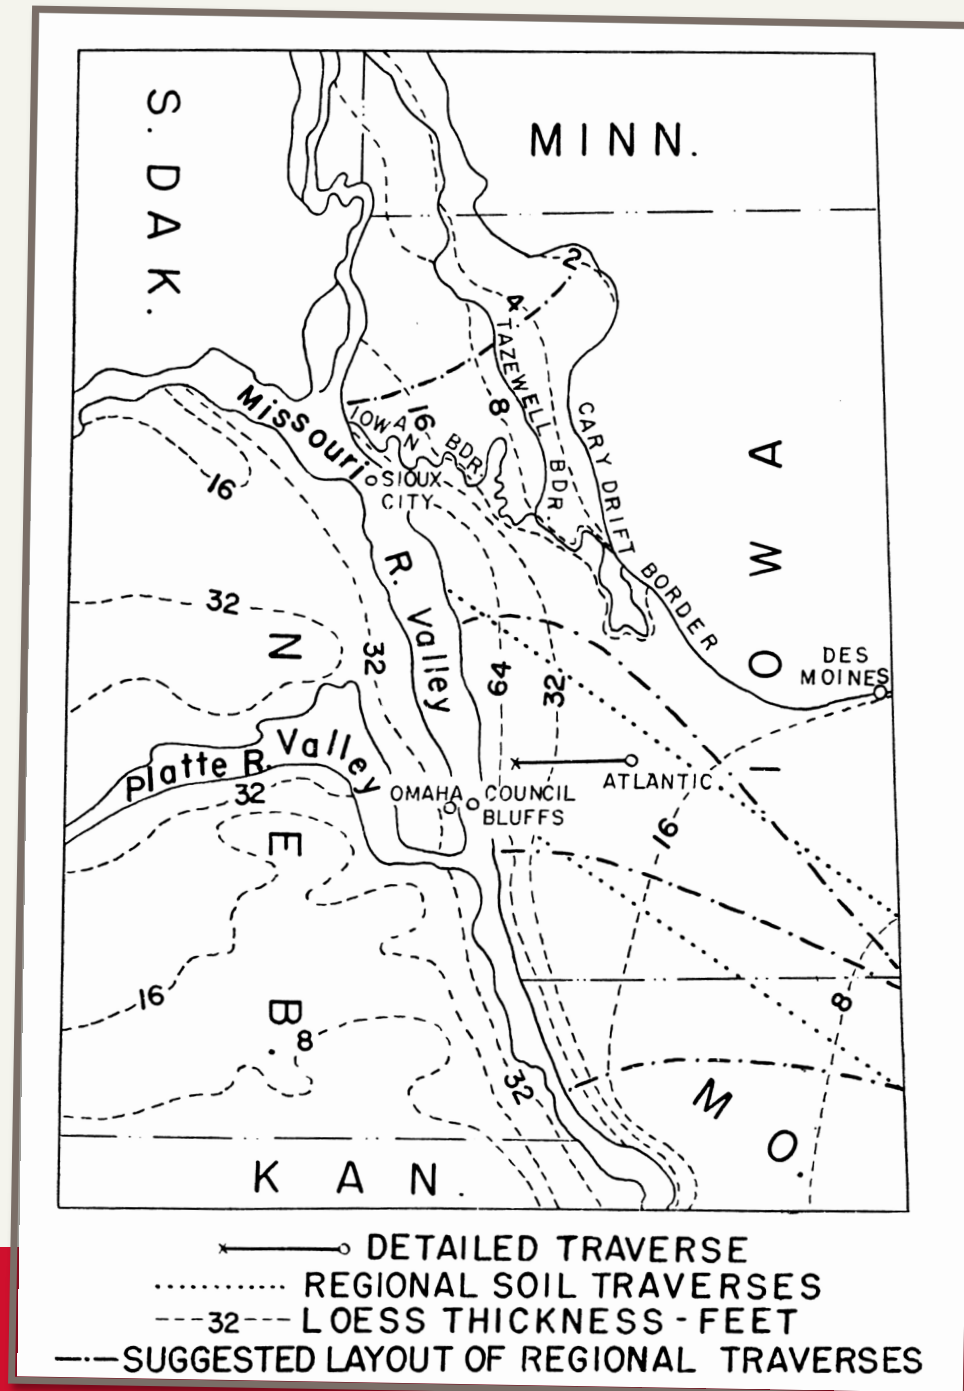 S. DAK.
MINN.
2
4
TAZEWELL BDR
8
16
IOWAN BDR.
CARY DRIFT BORDER
Missouri R. Valley
SIOUX
CITY
16
32
N E B.
32
64
32
IOWA
DES
MOINES
Platte R. Valley
32
OMAHA
COUNCIL
BLUFFS
ATLANTIC
16
16
8
8
32
MO.
KAN.
DETAILED TRAVERSE
REGIONAL SOIL TRAVERSES
32 LOESS THICKNESS - FEET
SUGGESTED LAYOUT OF REGIONAL TRAVERSES